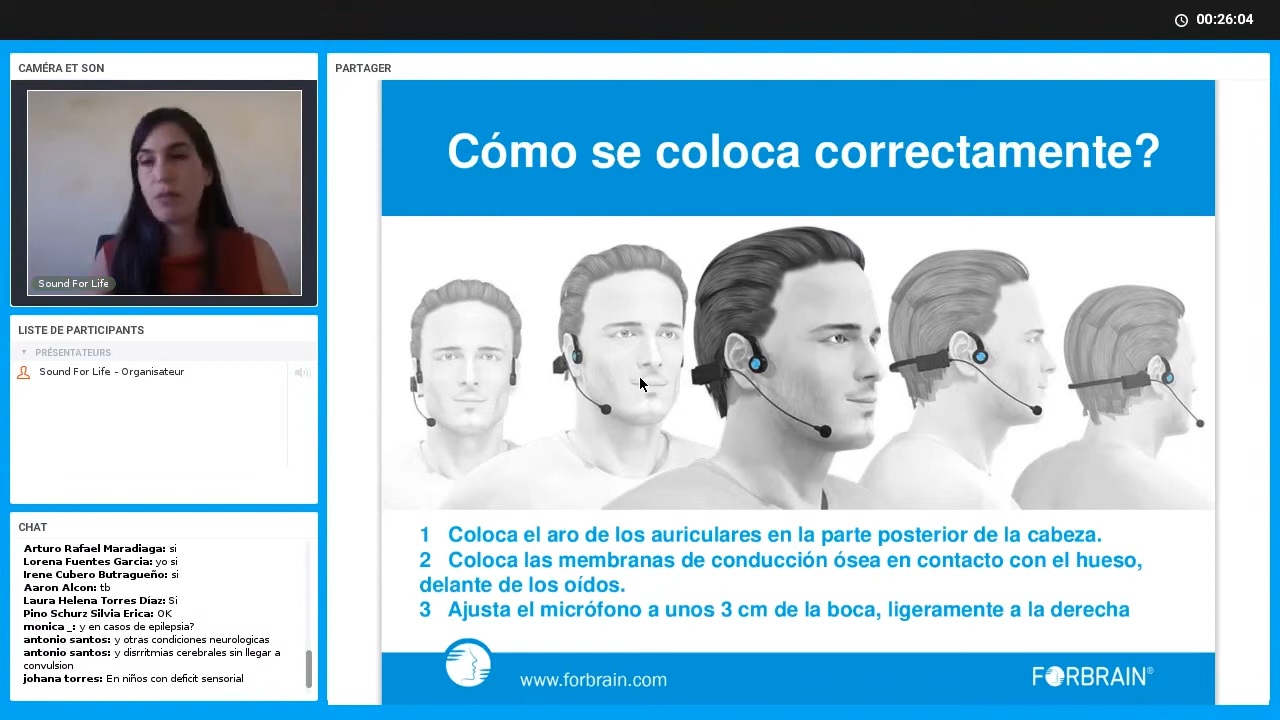 00:26:04
CAMÉRA ET SON
Sound For Life
LISTE DE PARTICIPANTS
PRÉSENTATEURS
Sound For Life - Organisateur
CHAT
Arturo Rafael Maradiaga: si
Lorena Fuentes Garcia: yo si
Irene Cubero Butragueño: si
Aaron Alcon: tb
Laura Helena Torres Díaz: Si
Pino Schurz Silvia Erica: OK
monica _: y en casos de epilepsia?
antonio santos: y otras condiciones neurologicas
antonio santos: y disrritmias cerebrales sin llegar a
convulsion
johana torres: En niños con deficit sensorial
PARTAGER
Cómo se coloca correctamente?
1 Coloca el aro de los auriculares en la parte posterior de la cabeza.
2 Coloca las membranas de conducción ósea en contacto con el hueso,
delante de los oídos.
3 Ajusta el micrófono a unos 3 cm de la boca, ligeramente a la derecha
www.forbrain.com
FORBRAIN®